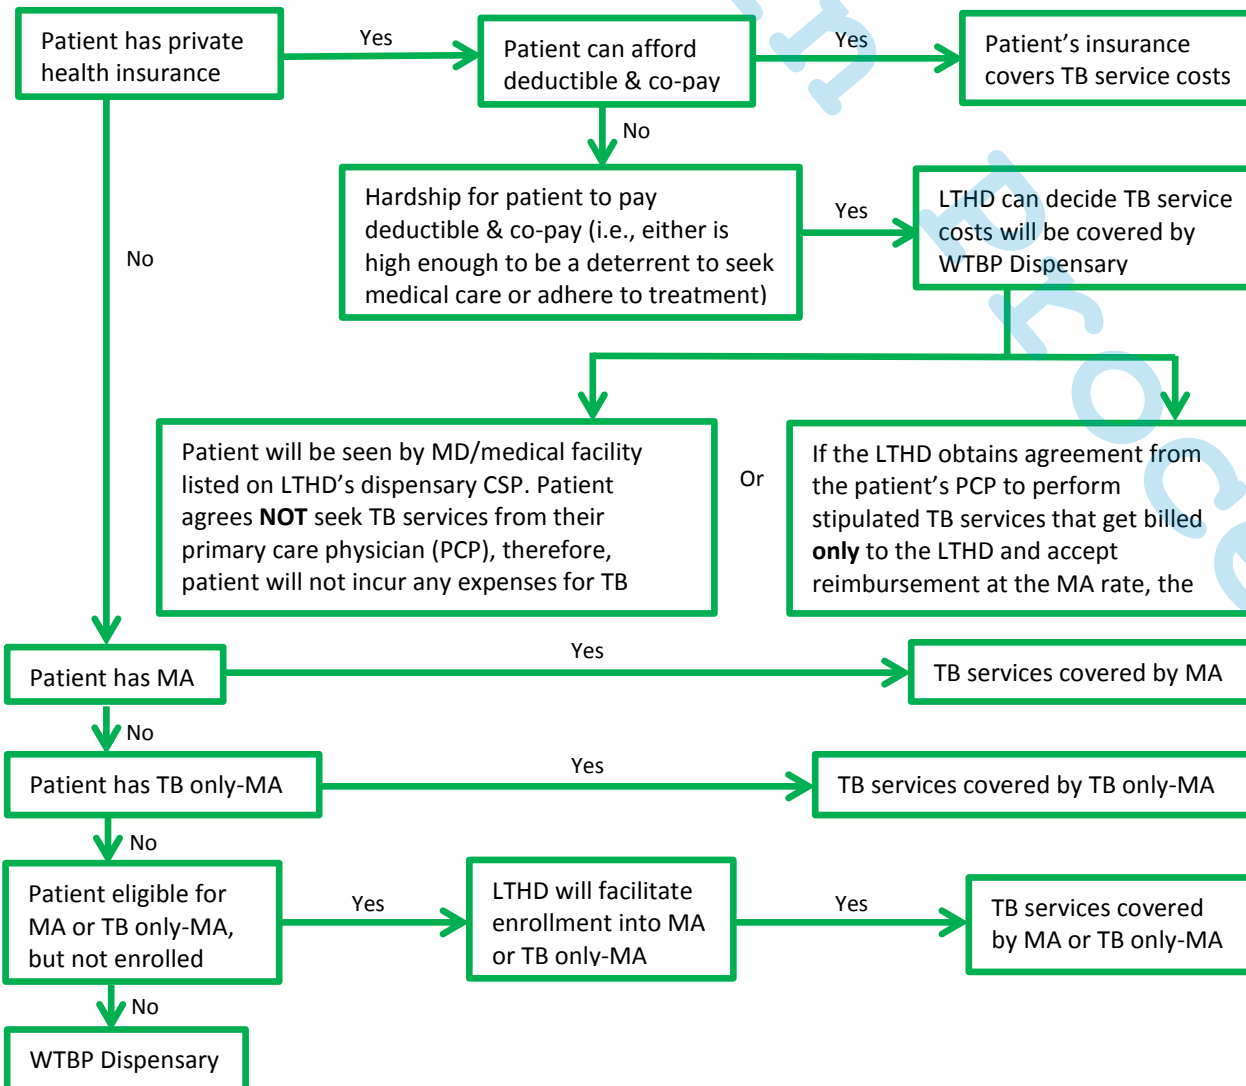 Patient has private
health insurance
Yes
Patient can afford
deductible & co-pay
Yes
Patient's insurance
covers TB service costs
No
Hardship for patient to pay
deductible & co-pay (i.e., either is
high enough to be a deterrent to seek
medical care or adhere to treatment)
Yes
LTHD can decide TB service
costs will be covered by
WTBP Dispensary
No
Patient will be seen by MD/medical facility
listed on LTHD's dispensary CSP. Patient
agrees NOT seek TB services from their
primary care physician (PCP), therefore,
patient will not incur any expenses for TB
Or
If the LTHD obtains agreement from
the patient's PCP to perform
stipulated TB services that get billed
only to the LTHD and accept
reimbursement at the MA rate, the
Patient has MA
Yes
TB services covered by MA
No
Patient has TB only-MA
Yes
TB services covered by TB only-MA
No
Patient eligible for
MA or TB only-MA,
but not enrolled
Yes
LTHD will facilitate
enrollment into MA
or TB only-MA
Yes
TB services covered
by MA or TB only-MA
No
WTBP Dispensary